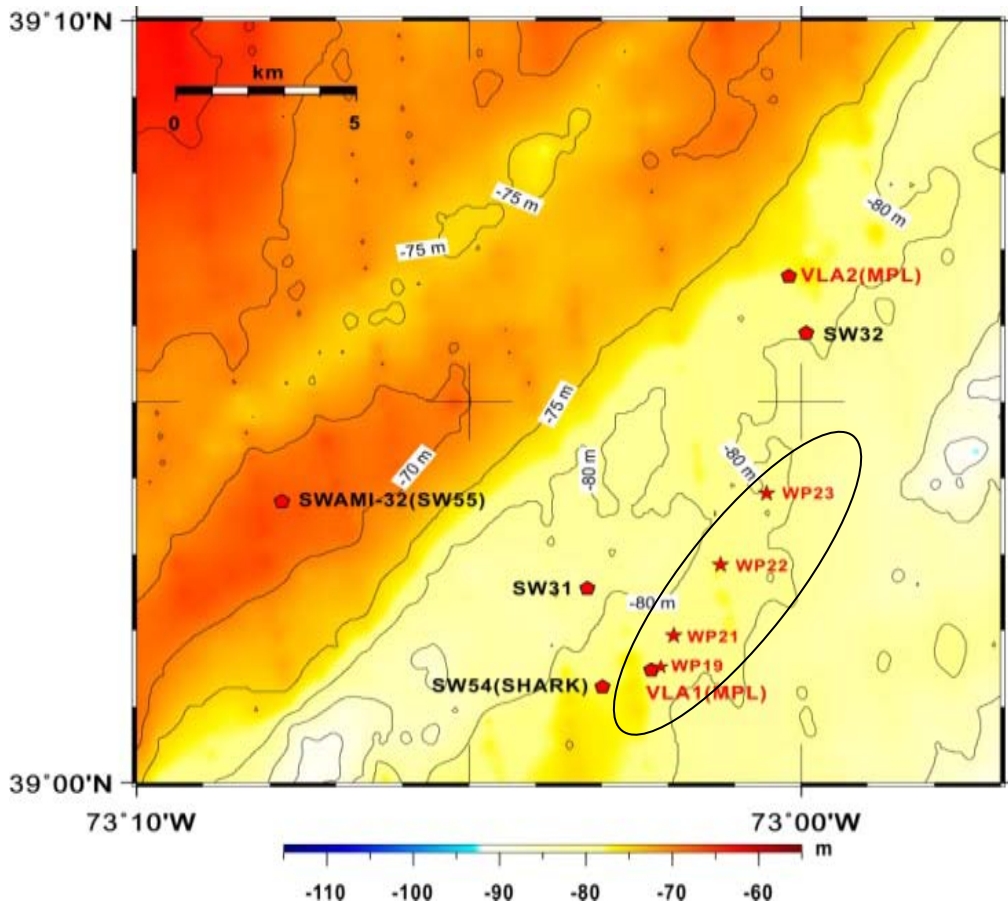 39°10'N
km
0 5
-75 m
-75 m
-80 m
VLA2(MPL)
SW32
-75 m
-70 m
-80 m
-80 m
WP23
SWAMI-32(SW55)
WP22
SW31
-80 m
WP21
WP19
SW54(SHARK)
VLA1(MPL)
39°00'N
73°10'W 73°00'W
m
-110 -100 -90 -80 -70 -60